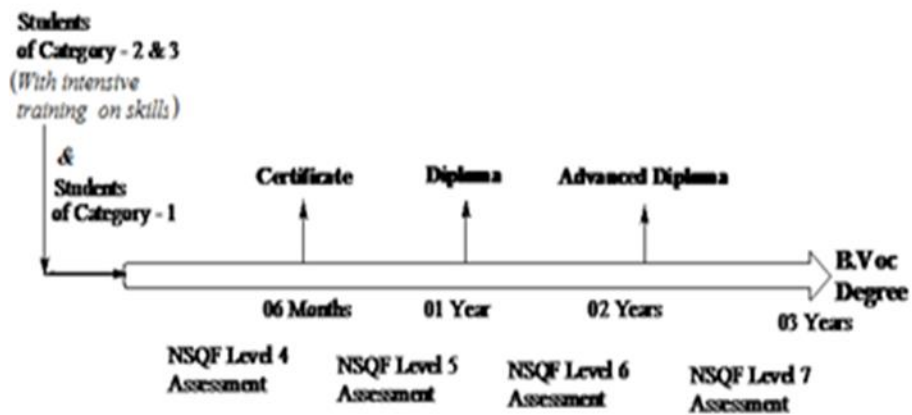 Students
of Category - 2 & 3
(With intensive
training on skills)
&
Students
of Category - 1
Certificate
Diploma
Advanced Diploma
B.Voc
Degree
06 Months
01 Year
02 Years
03 Years
NSQF Level 4
Assessment
NSQF Level 5
Assessment
NSQF Level 6
Assessment
NSQF Level 7
Assessment